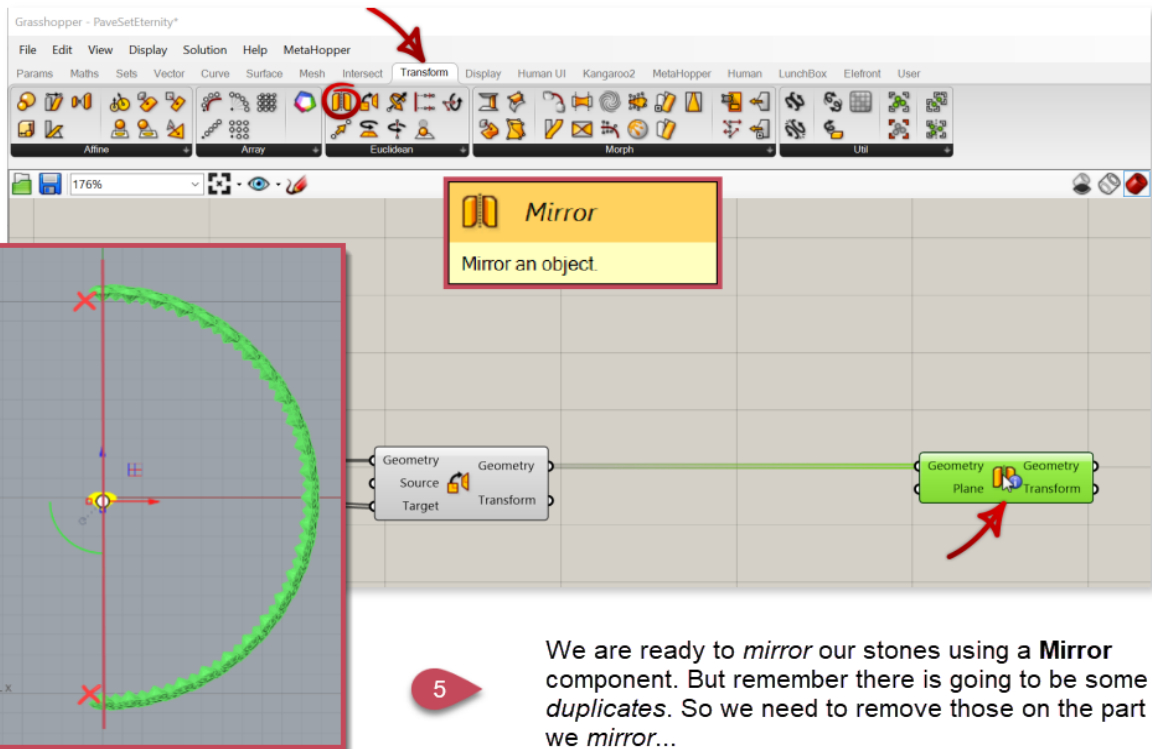 Grasshopper - PaveSetEternity*
File Edit View Display Solution Help MetaHopper
Params Maths Sets Vector Curve Surface Mesh Intersect Transform Display Human UI Kangaroo2 MetaHopper Human LunchBox Elefront User
Affine Array Euclidean Morph Util
176%
Mirror
Mirror an object.
Geometry Geometry
Source
Target Transform
Geometry Geometry
Plane Transform
x
5
We are ready to mirror our stones using a Mirror
component. But remember there is going to be some
duplicates. So we need to remove those on the part
we mirror...